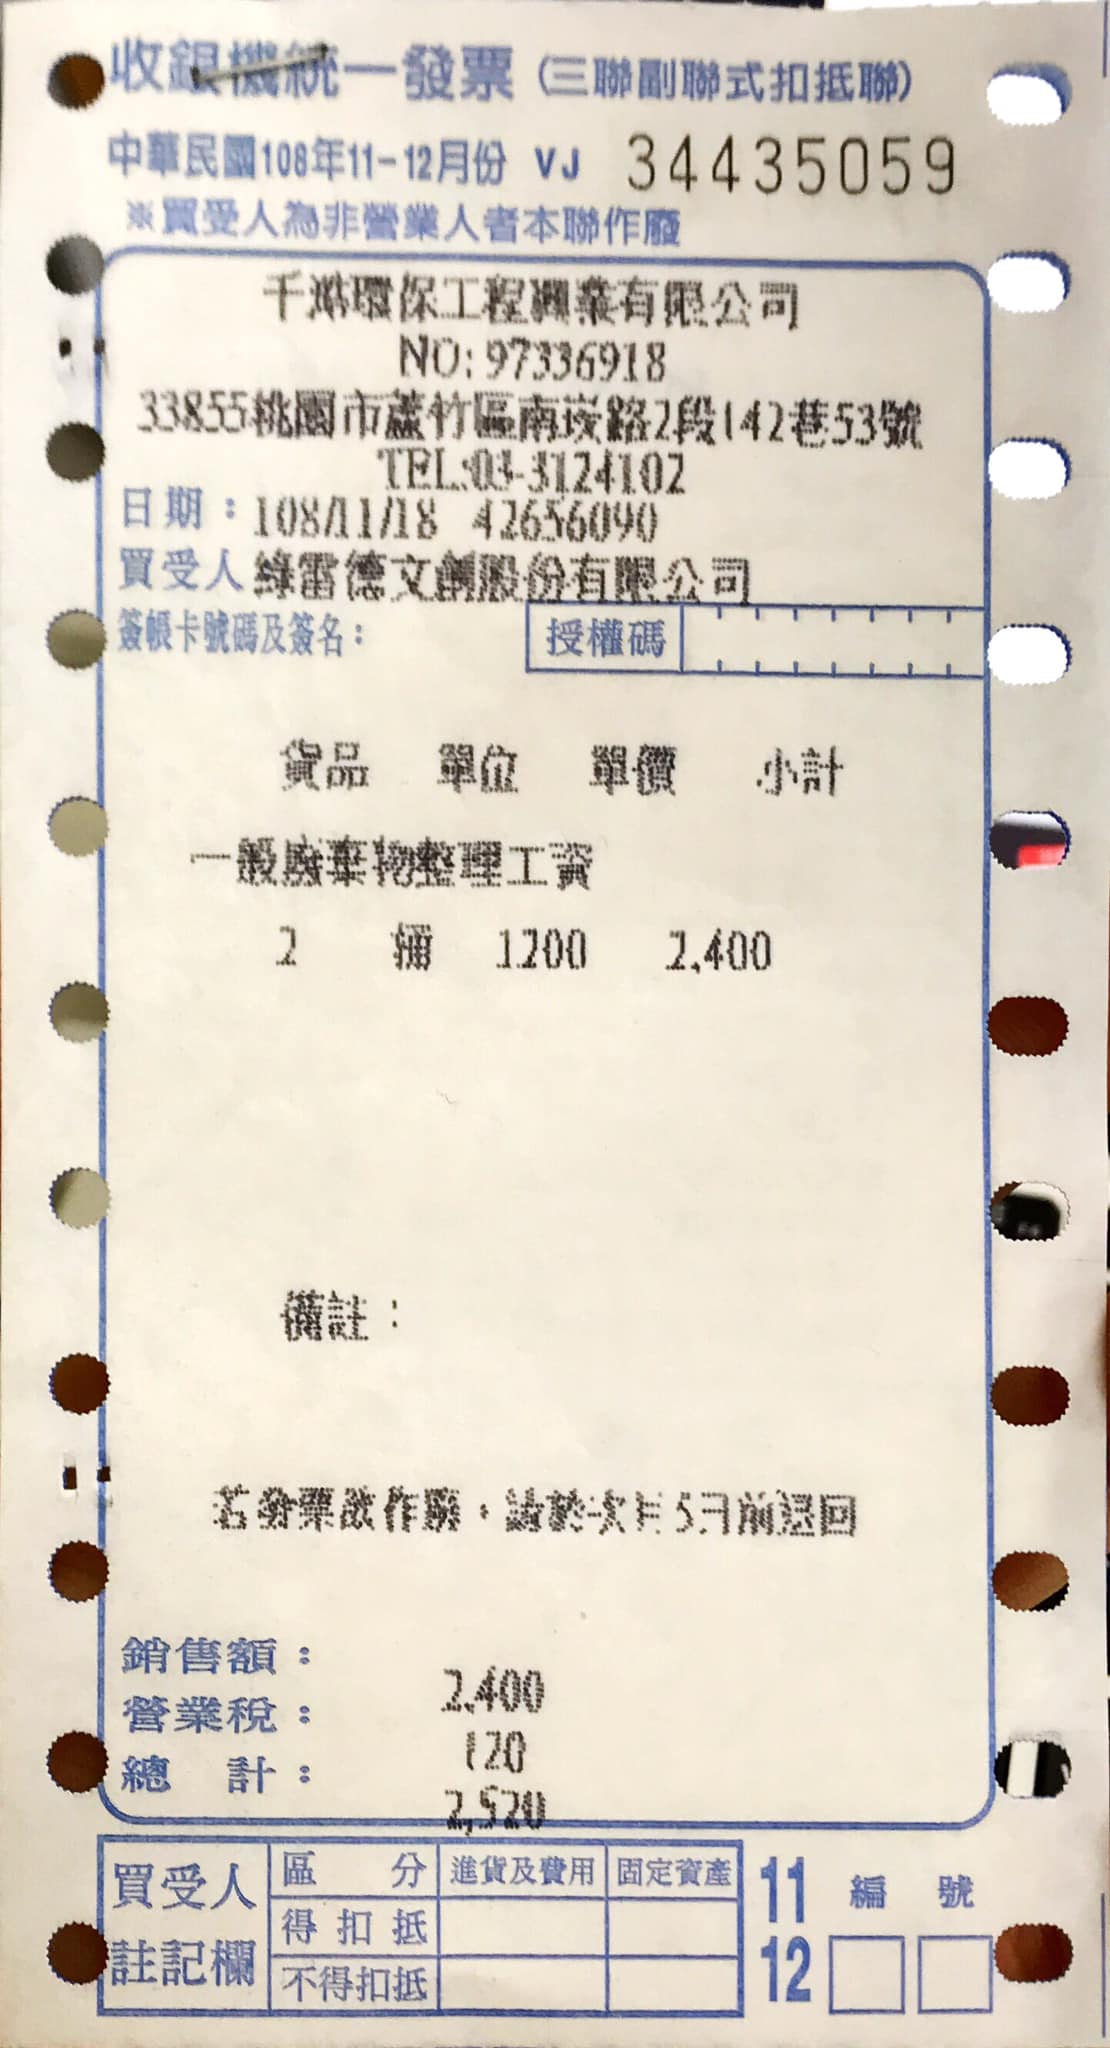 收銀機統一發票（三聯副聯式扣抵聯）
中華民國108年11-12月份 VJ 34435059
※買受人為非營業人者本聯作廢
千澔環保工程興業有限公司
NO: 97336918
33855桃園市蘆竹區南崁路2段142巷53號
TEL:03-3124102
日期：108/11/18 42656090
買受人 綠雷德文創股份有限公司
簽帳卡號碼及簽名： 授權碼
貨品 單位 單價 小計
一般廢棄物整理工資
2 桶 1200 2,400
備註：
若發票故作廢，請於次月5日前退回
銷售額： 2,400
營業稅： 120
總 計： 2,520
買受人註記欄 區 分 進貨及費用 固定資產
得扣抵
不得扣抵
11 12 編 號